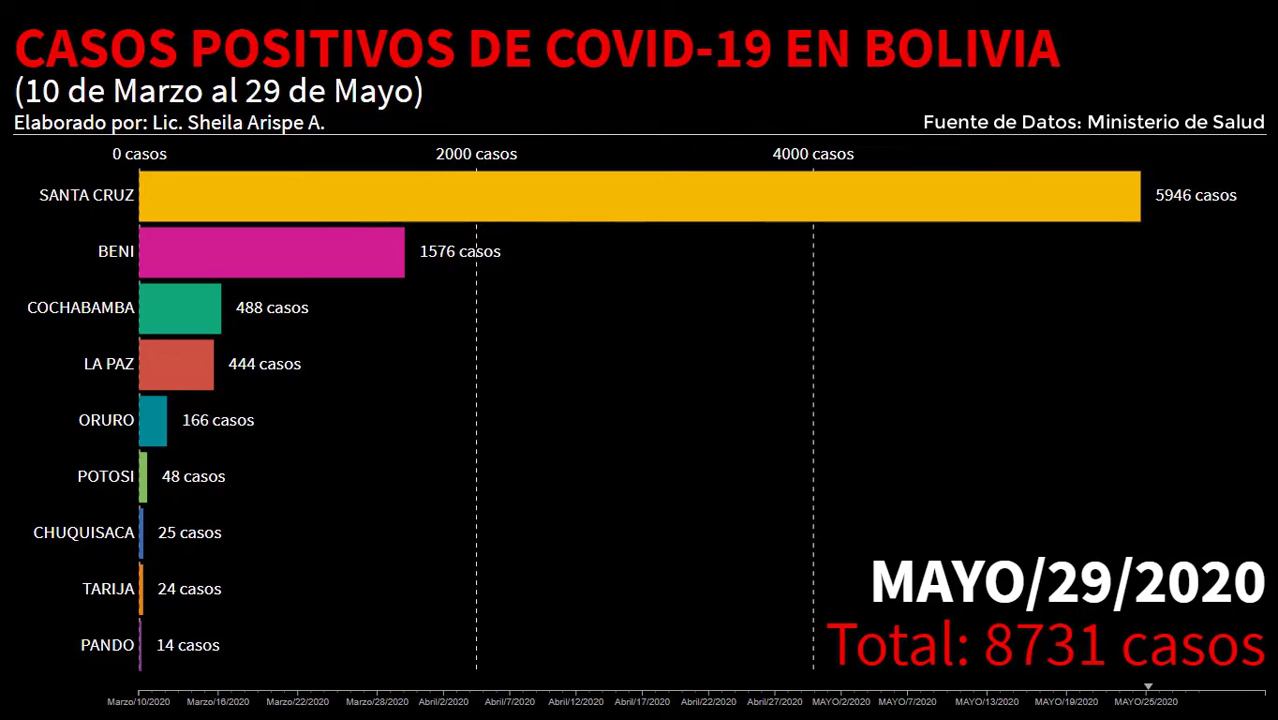 CASOS POSITIVOS DE COVID-19 EN BOLIVIA
(10 de Marzo al 29 de Mayo)
Elaborado por: Lic. Sheila Arispe A.
Fuente de Datos: Ministerio de Salud
0 casos
2000 casos
4000 casos
SANTA CRUZ 5946 casos
BENI 1576 casos
COCHABAMBA 488 casos
LA PAZ 444 casos
ORURO 166 casos
POTOSI 48 casos
CHUQUISACA 25 casos
TARIJA 24 casos
PANDO 14 casos
MAYO/29/2020
Total: 8731 casos
Marzo/10/2020 Marzo/16/2020 Marzo/22/2020 Marzo/28/2020 Abril/2/2020 Abril/7/2020 Abril/12/2020 Abril/17/2020 Abril/22/2020 Abril/27/2020 MAYO/2/2020 MAYO/7/2020 MAYO/13/2020 MAYO/19/2020 MAYO/25/2020